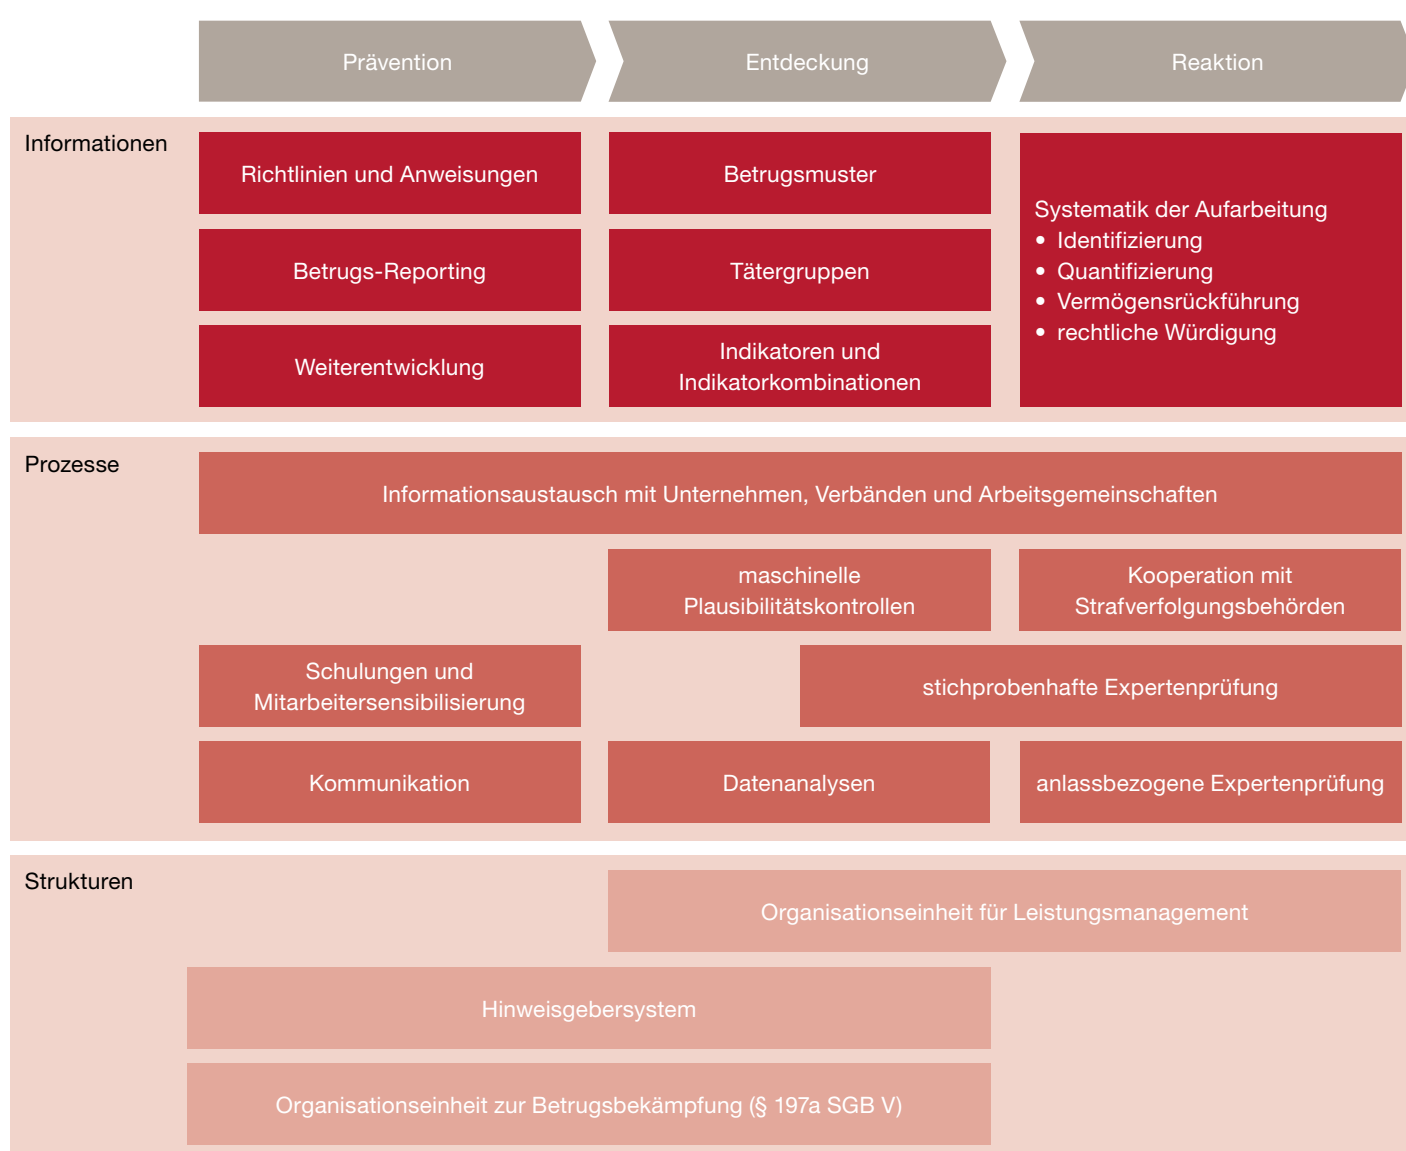 Prävention
Entdeckung
Reaktion
Informationen
Richtlinien und Anweisungen
Betrugsmuster
Systematik der Aufarbeitung
• Identifizierung
• Quantifizierung
• Vermögensrückführung
• rechtliche Würdigung
Betrugs-Reporting
Tätergruppen
Weiterentwicklung
Indikatoren und
Indikatorkombinationen
Prozesse
Informationsaustausch mit Unternehmen, Verbänden und Arbeitsgemeinschaften
maschinelle
Plausibilitätskontrollen
Kooperation mit
Strafverfolgungsbehörden
Schulungen und
Mitarbeitersensibilisierung
stichprobenhafte Expertenprüfung
Kommunikation
Datenanalysen
anlassbezogene Expertenprüfung
Strukturen
Organisationseinheit für Leistungsmanagement
Hinweisgebersystem
Organisationseinheit zur Betrugsbekämpfung (§ 197a SGB V)